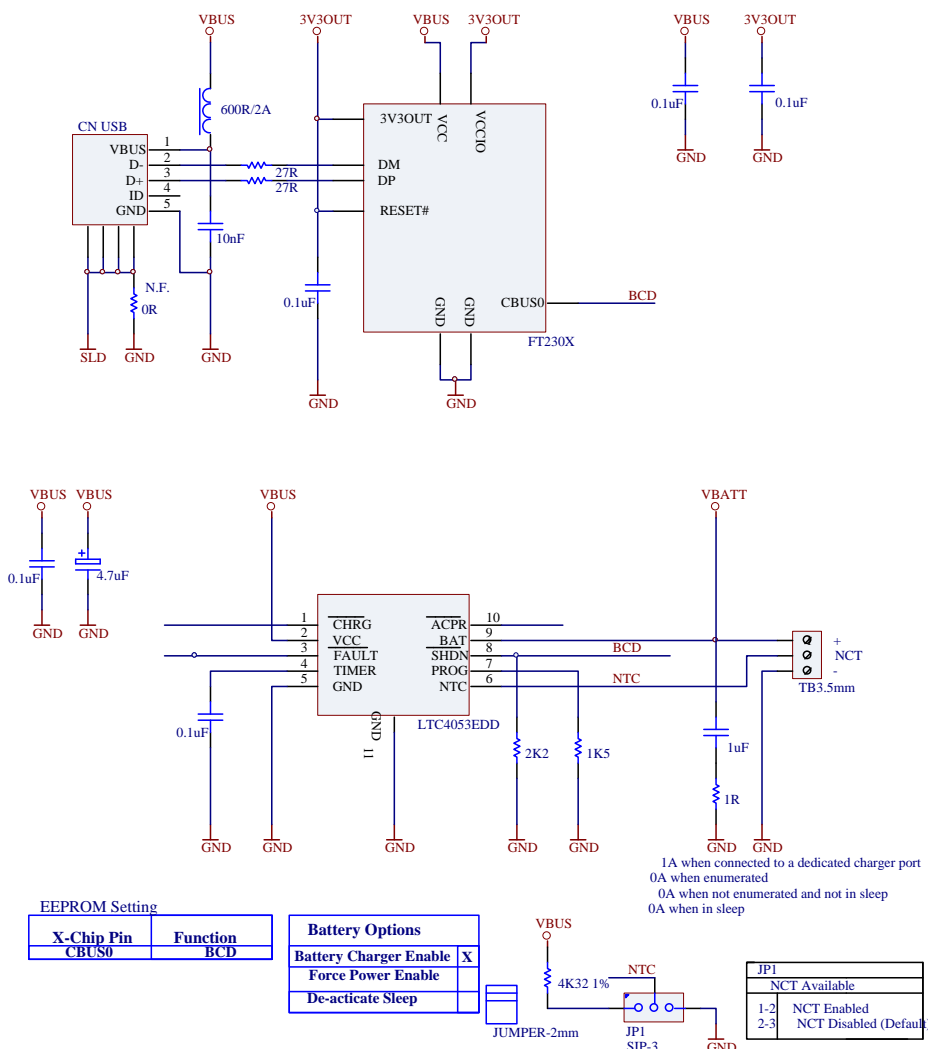 VBUS 3V3OUT VBUS 3V3OUT VBUS 3V3OUT
600R/2A
0.1uF 0.1uF
3V3OUT VCC VCCIO
CN USB
VBUS 1
D- 2
D+ 3
ID 4
GND 5
27R
27R
DM
DP
GND GND
RESET#
10nF
N.F.
0R
0.1uF
GND GND
CBUS0 BCD
FT230X
SLD GND GND
GND GND
VBUS VBUS VBUS VBATT
0.1uF + 4.7uF
GND GND
1 CHRG ACPR 10
2 VCC BAT 9
3 FAULT SHDN 8 BCD
4 TIMER PROG 7
5 GND NTC 6 NTC
GND 11
LTC4053EDD
+
NCT
-
TB3.5mm
0.1uF
2K2 1K5 1uF
1R
GND GND GND GND GND GND GND
1A when connected to a dedicated charger port
0A when enumerated
0A when not enumerated and not in sleep
0A when in sleep
EEPROM Setting
X-Chip Pin Function
CBUS0 BCD
Battery Options
Battery Charger Enable X
Force Power Enable
De-acticate Sleep
JUMPER-2mm
VBUS
4K32 1%
NTC
JP1
SIP-3
GND
JP1
NCT Available
1-2 NCT Enabled
2-3 NCT Disabled (Default)